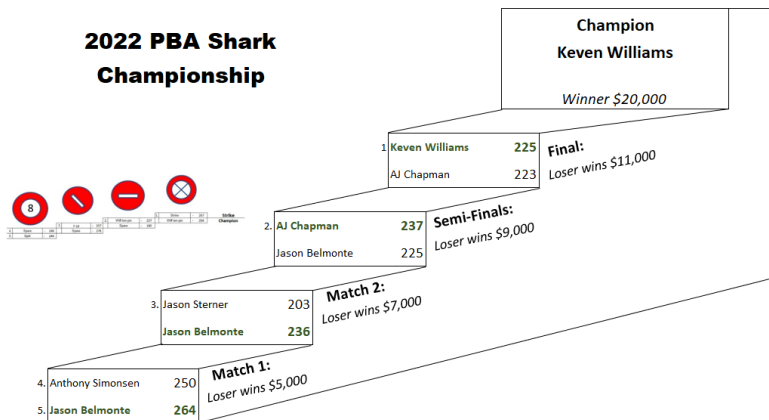 2022 PBA Shark
Championship
Champion
Keven Williams
Winner $20,000
1 Keven Williams 225
AJ Chapman 223
Final:
Loser wins $11,000
2. AJ Chapman 237
Jason Belmonte 225
Semi-Finals:
Loser wins $9,000
3. Jason Sterner 203
Jason Belmonte 236
Match 2:
Loser wins $7,000
4. Anthony Simonsen 250
5. Jason Belmonte 264
Match 1:
Loser wins $5,000
8
Strike
Champion